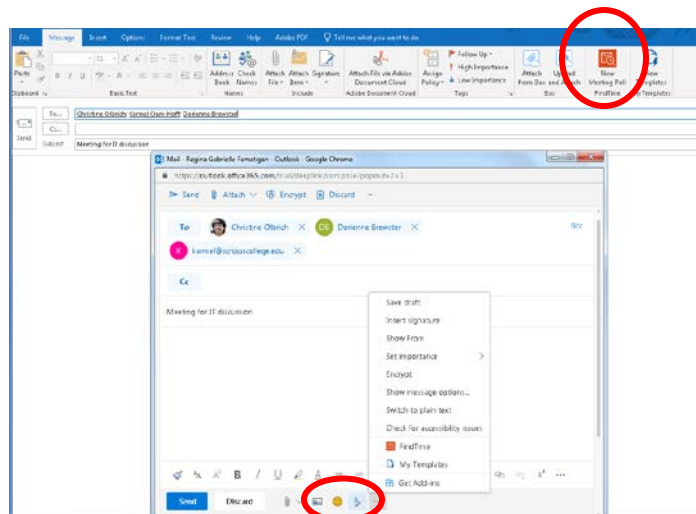 File Message Insert Options Format Text Review Help Adobe PDF Tell me what you want to do
Paste
11
Address Book
Check Names
Attach File
Attach Item
Signature
Attach File via Adobe Document Cloud
Assign Policy
Follow Up
High Importance
Low Importance
Attach from Box
Upload and Attach
New Meeting Poll
View Templates
Clipboard Basic Text Names Include Adobe Document Cloud Tags Box FindTime My Templates
To...
Cc...
Send
Subject Meeting for IT discussion
Mail - Regina Gabrielle Famatigan - Outlook - Google Chrome
Send Attach Encrypt Discard ...
To Christine Olbrich X DB Darienne Brewster X Bcc
K
Cc
Meeting for IT discussion
Save draft
Insert signature
Show From
Set importance >
Encrypt
Show message options...
Switch to plain text
Check for accessibility issues
FindTime
My Templates
Get Add-ins
B I U A
Send Discard